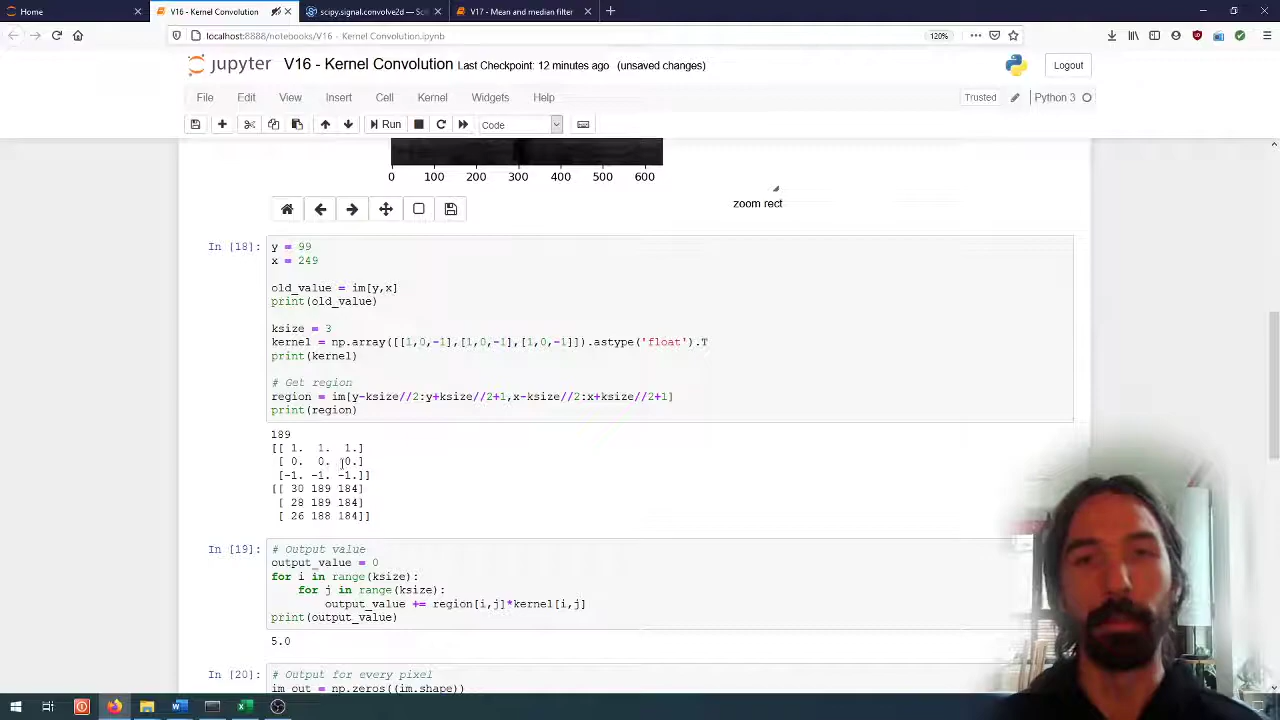 Home
V16 - Kernel Convolution
scipy.signal.convolve2d — Sci
V17 - Mean and median filter
localhost:8888/notebooks/V16 - Kernel Convolution.ipynb
120%
jupyter V16 - Kernel Convolution Last Checkpoint: 12 minutes ago (unsaved changes)
Logout
File Edit View Insert Cell Kernel Widgets Help
Trusted
Python 3
Run
Code
0 100 200 300 400 500 600
zoom rect
In [18]:
y = 99
x = 249
old_value = im[y,x]
print(old_value)
ksize = 3
kernel = np.array([[1,0,-1],[1,0,-1],[1,0,-1]]).astype('float').T
print(kernel)
# Get region
region = im[y-ksize//2:y+ksize//2+1,x-ksize//2:x+ksize//2+1]
print(region)
189
[[ 1. 1. 1.]
[ 0. 0. 0.]
[-1. -1. -1.]]
[[ 30 189 184]
[ 28 189 184]
[ 26 188 184]]
In [19]:
# Output value
output_value = 0
for i in range(ksize):
for j in range(ksize):
output_value += region[i,j]*kernel[i,j]
print(output_value)
5.0
In [20]:
# Output for every pixel
im_out = np.zeros((im.shape))